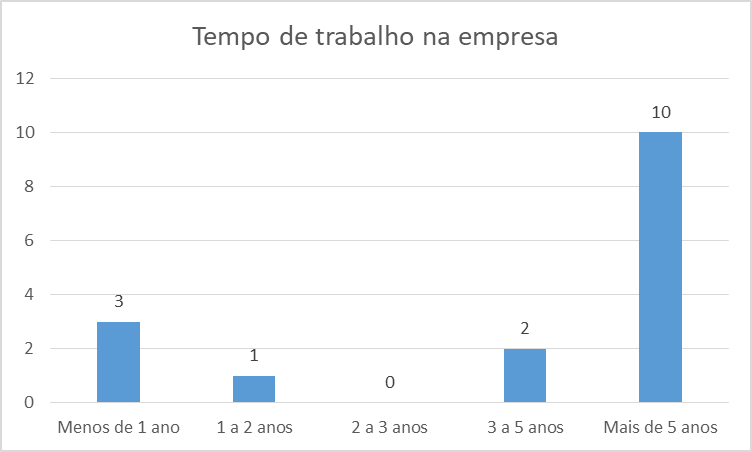 Tempo de trabalho na empresa
12
10
8
6
4
2
0
3
1
0
2
10
Menos de 1 ano
1 a 2 anos
2 a 3 anos
3 a 5 anos
Mais de 5 anos